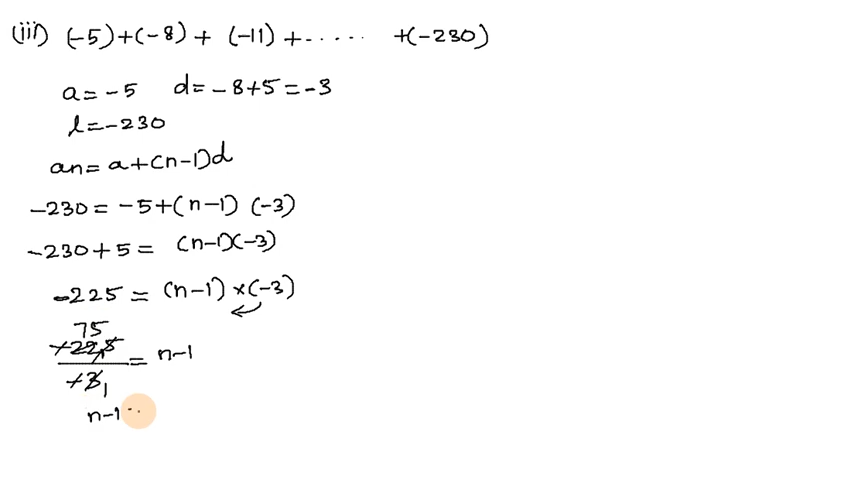 (iii) (-5)+(-8) + (-11) + ...... +(-230)
a = -5 d = -8+5 = -3
l = -230
an = a+(n-1)d
-230 = -5+(n-1) (-3)
-230+5 = (n-1)(-3)
-225 = (n-1) ×(-3)
75
+225
= n-1
+3 1
n-1